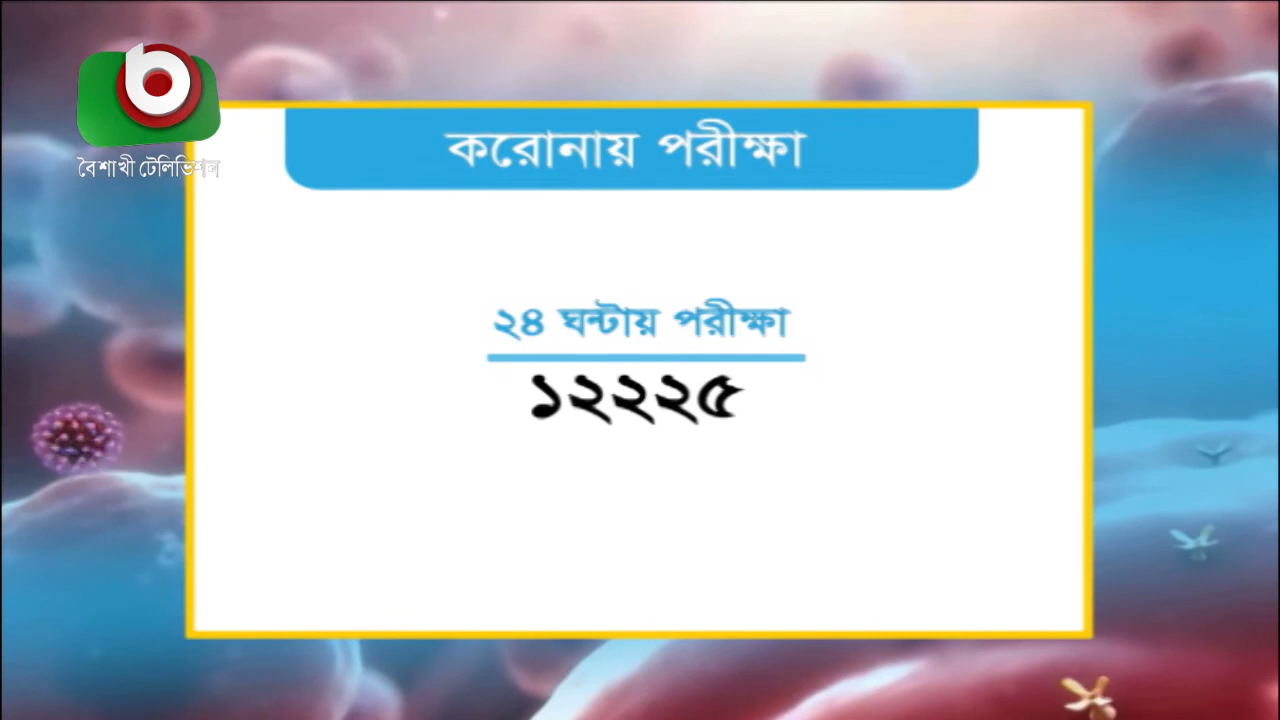 বৈশাখী টেলিভিশন
করোনায় পরীক্ষা
২৪ ঘন্টায় পরীক্ষা
১২২২৫